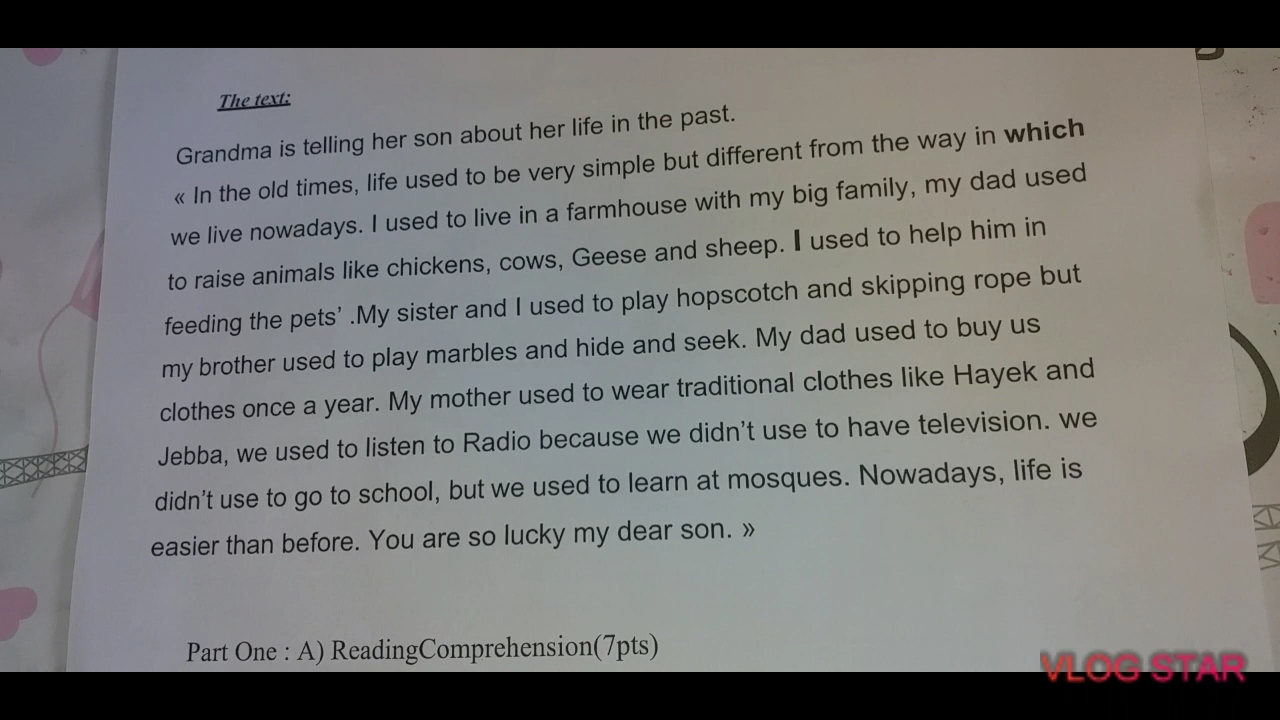 The text:
Grandma is telling her son about her life in the past.
« In the old times, life used to be very simple but different from the way in which
we live nowadays. I used to live in a farmhouse with my big family, my dad used
to raise animals like chickens, cows, Geese and sheep. I used to help him in
feeding the pets’ .My sister and I used to play hopscotch and skipping rope but
my brother used to play marbles and hide and seek. My dad used to buy us
clothes once a year. My mother used to wear traditional clothes like Hayek and
Jebba, we used to listen to Radio because we didn’t use to have television. we
didn’t use to go to school, but we used to learn at mosques. Nowadays, life is
easier than before. You are so lucky my dear son. »
Part One : A) ReadingComprehension(7pts)
VLOG STAR